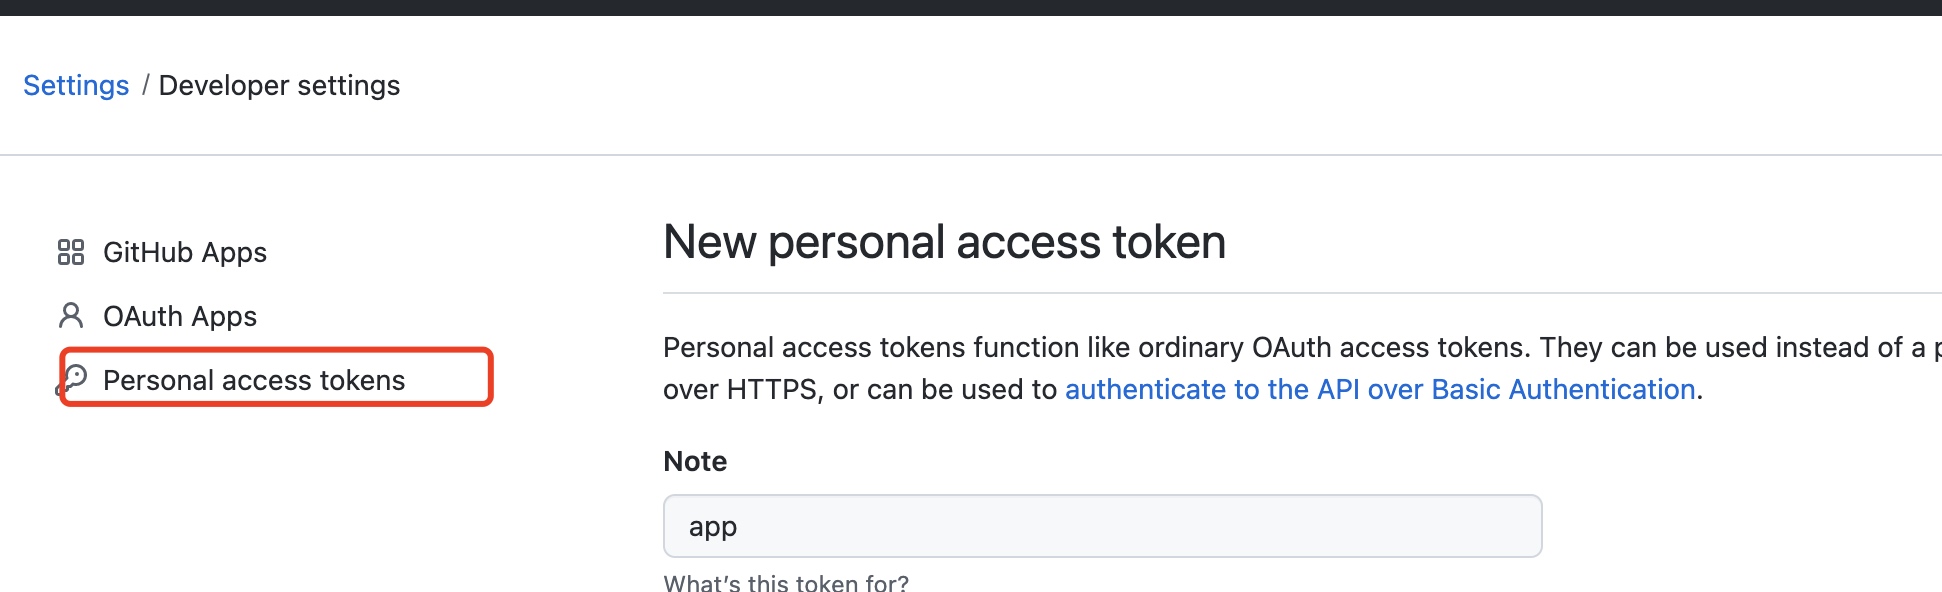 Settings / Developer settings
GitHub Apps
OAuth Apps
Personal access tokens
New personal access token
Personal access tokens function like ordinary OAuth access tokens. They can be used instead of a
over HTTPS, or can be used to authenticate to the API over Basic Authentication.
Note
app
What's this token for?